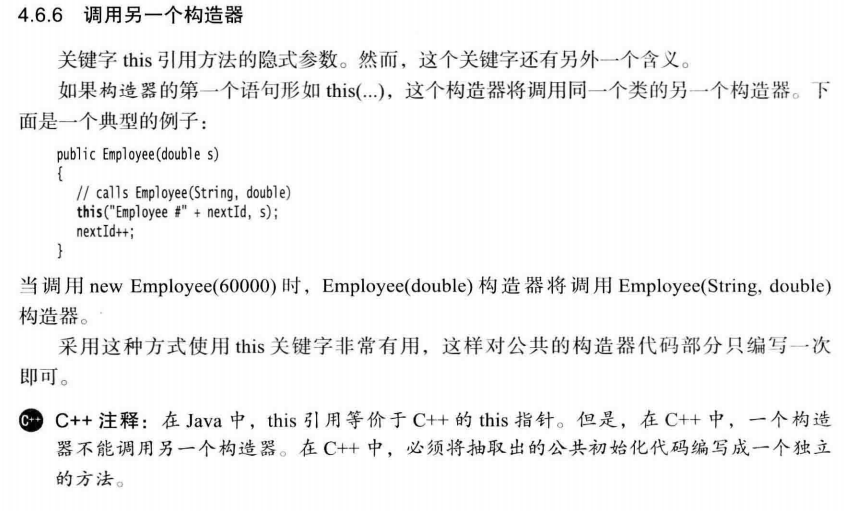 4.6.6 调用另一个构造器
关键字 this 引用方法的隐式参数。然而，这个关键字还有另外一个含义。
如果构造器的第一个语句形如 this(...)，这个构造器将调用同一个类的另一个构造器。下
面是一个典型的例子：
public Employee(double s)
{
// calls Employee(String, double)
this("Employee #" + nextId, s);
nextId++;
}
当调用 new Employee(60000) 时，Employee(double) 构造器将调用 Employee(String, double)
构造器。
采用这种方式使用 this 关键字非常有用，这样对公共的构造器代码部分只编写一次
即可。
C++ C++ 注释：在 Java 中，this 引用等价于 C++ 的 this 指针。但是，在 C++ 中，一个构造
器不能调用另一个构造器。在 C++ 中，必须将抽取出的公共初始化代码编写成一个独立
的方法。